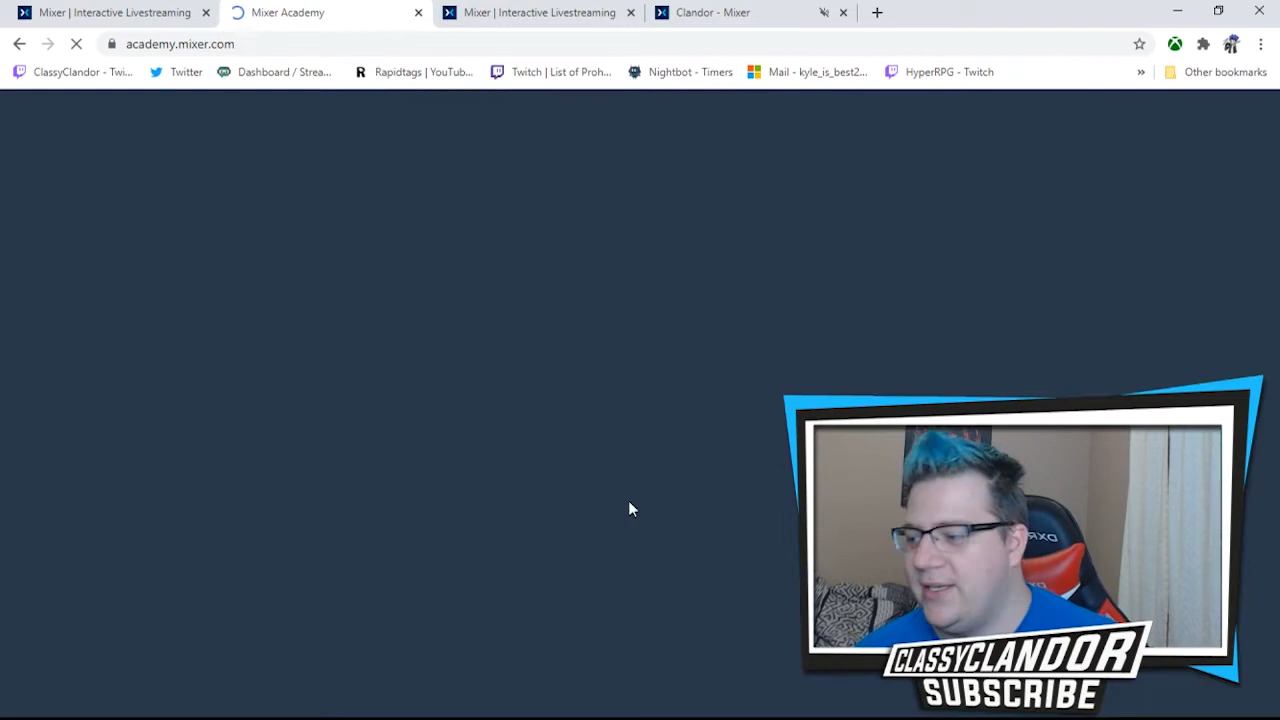 Mixer | Interactive Livestreaming
Mixer Academy
Mixer | Interactive Livestreaming
Clandor - Mixer
academy.mixer.com
ClassyClandor - Twi...
Twitter
Dashboard / Strea...
Rapidtags | YouTub...
Twitch | List of Proh...
Nightbot - Timers
Mail - kyle_is_best2...
HyperRPG - Twitch
»
Other bookmarks
DXR
CLASSYCLANDOR
SUBSCRIBE